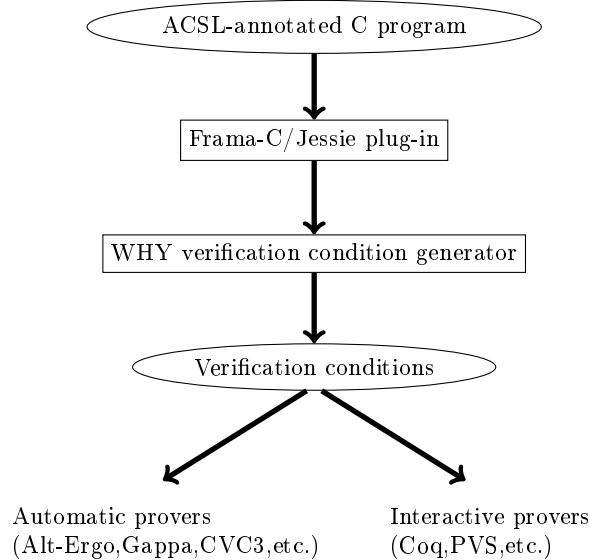 ACSL-annotated C program
Frama-C/Jessie plug-in
WHY verification condition generator
Verification conditions
Automatic provers
(Alt-Ergo,Gappa,CVC3,etc.)
Interactive provers
(Coq,PVS,etc.)